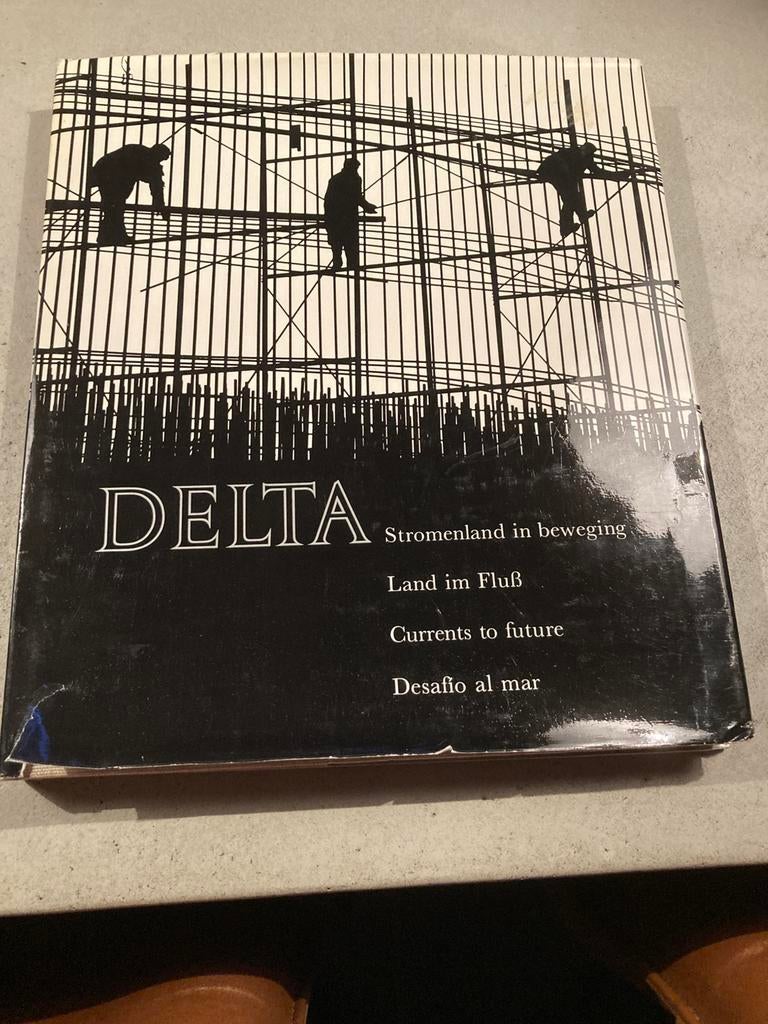 DELTA Stromenland in beweging
Land im Fluß
Currents to future
Desafío al mar